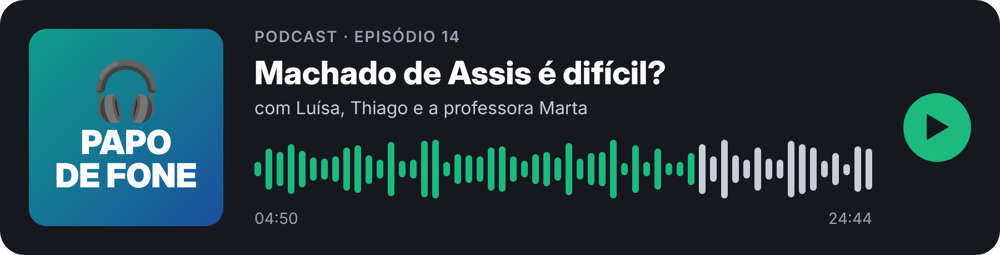 PAPO
DE FONE
PODCAST · EPISÓDIO 14
Machado de Assis é difícil?
com Luísa, Thiago e a professora Marta
04:50
24:44